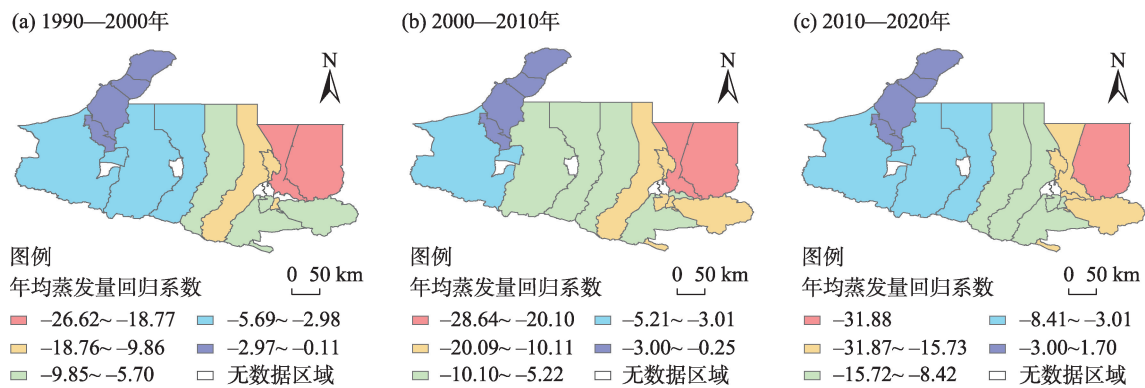 (a) 1990—2000年
N
图例
0 50 km
年均蒸发量回归系数
–26.62~ –18.77
–5.69~ –2.98
–18.76~ –9.86
–2.97~ –0.11
–9.85~ –5.70
无数据区域
(b) 2000—2010年
N
图例
0 50 km
年均蒸发量回归系数
–28.64~ –20.10
–5.21~ –3.01
–20.09~ –10.11
–3.00~ –0.25
–10.10~ –5.22
无数据区域
(c) 2010—2020年
N
图例
0 50 km
年均蒸发量回归系数
–31.88
–8.41~ –3.01
–31.87~ –15.73
–3.00~1.70
–15.72~ –8.42
无数据区域